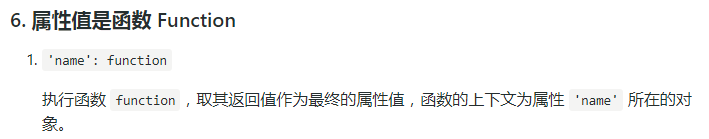 6. 属性值是函数 Function
1. 'name': function
执行函数 function，取其返回值作为最终的属性值，函数的上下文为属性 'name' 所在的对
象。